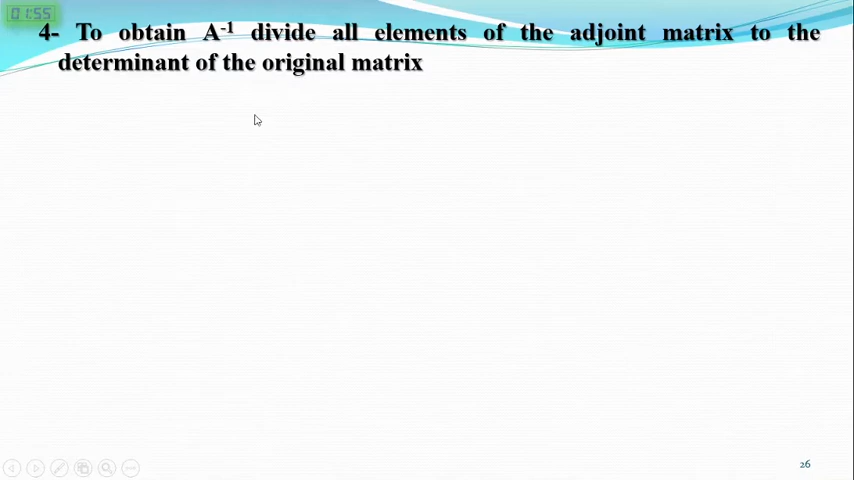 01:55
4- To obtain A⁻¹ divide all elements of the adjoint matrix to the
determinant of the original matrix
26